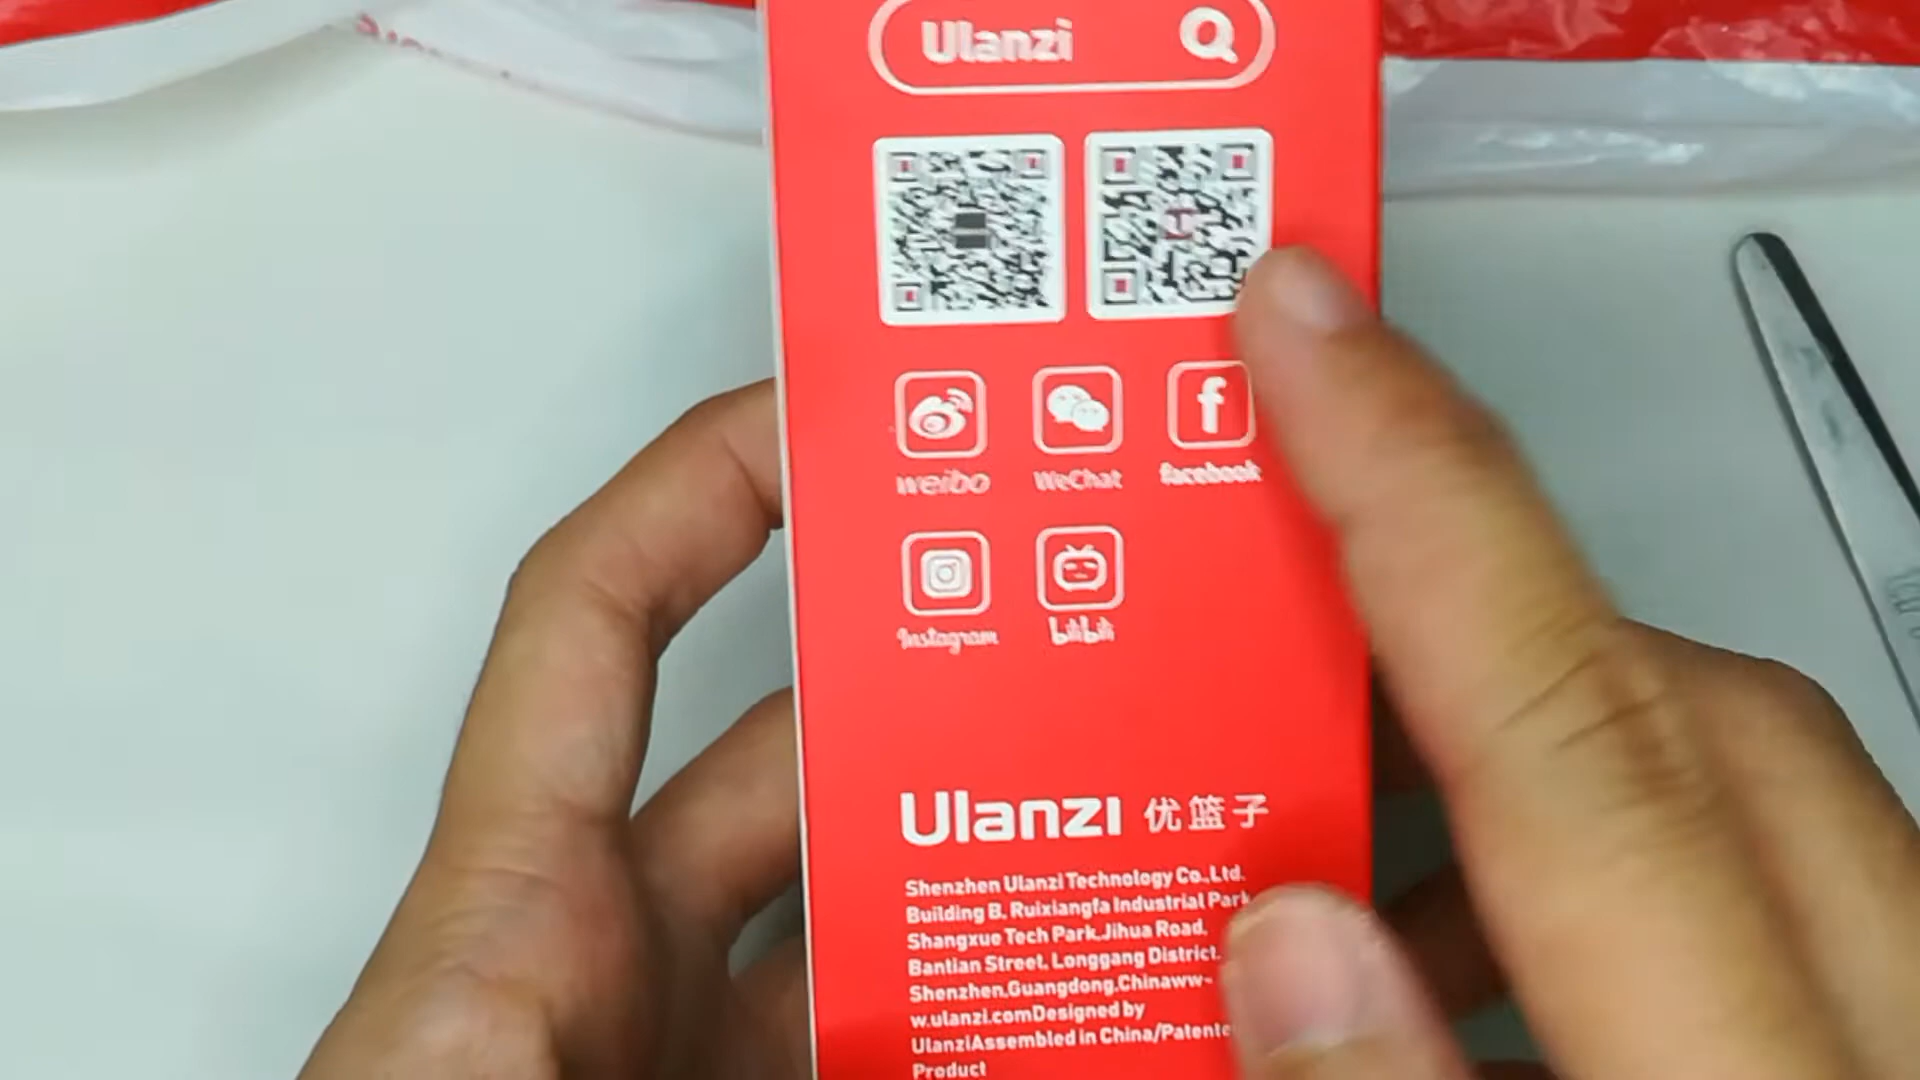 Ulanzi
weibo WeChat facebook
Instagram bilibili
Ulanzi 优篮子
Shenzhen Ulanzi Technology Co.,Ltd.
Building B, Ruixiangfa Industrial Park
Shangxue Tech Park,Jihua Road,
Bantian Street, Longgang District,
Shenzhen,Guangdong,Chinaww-
w.ulanzi.comDesigned by
UlanziAssembled in China/Patente
Product